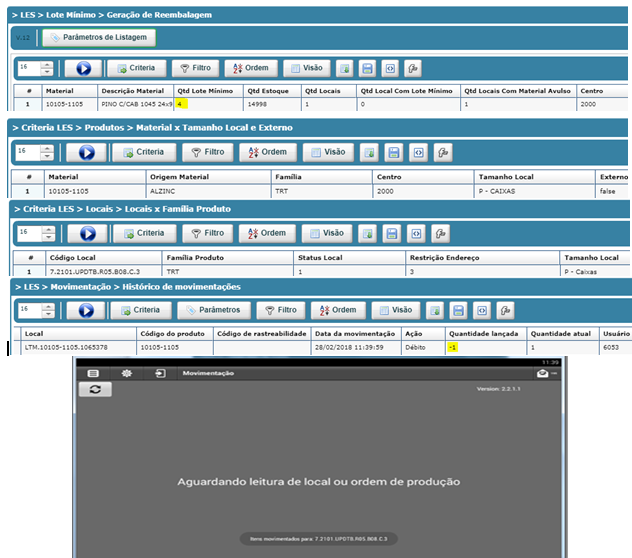 > LES > Lote Mínimo > Geração de Reembalagem
V.12 Parâmetros de Listagem
16 Criteria Filtro Ordem Visão
# Material Descrição Material Qtd Lote Mínimo Qtd Estoque Qtd Locais Qtd Local Com Lote Mínimo Qtd Locais Com Material Avulso Centro
1 10105-1105 PINO C/CAB 1045 24x9 4 14998 1 0 1 2000
> Criteria LES > Produtos > Material x Tamanho Local e Externo
16 Criteria Filtro Ordem Visão
# Material Origem Material Família Centro Tamanho Local Externo
1 10105-1105 ALZINC TRT 2000 P - CAIXAS false
> Criteria LES > Locais > Locais x Família Produto
16 Criteria Filtro Ordem Visão
# Código Local Família Produto Status Local Restrição Endereço Tamanho Local
1 7.2101.UPDTB.R05.B08.C.3 TRT 1 3 P - Caixas
> LES > Movimentação > Histórico de movimentações
16 Criteria Parâmetros Filtro Ordem Visão
Local Código do produto Código de rastreabilidade Data da movimentação Ação Quantidade lançada Quantidade atual Usuário
LTM.10105-1105.1065378 10105-1105 28/02/2018 11:39:59 Débito -1 1 6053
11:39
Movimentação
Version: 2.2.1.1
Aguardando leitura de local ou ordem de produção
Itens movimentados para: 7.2101.UPDTB.R05.B08.C.3